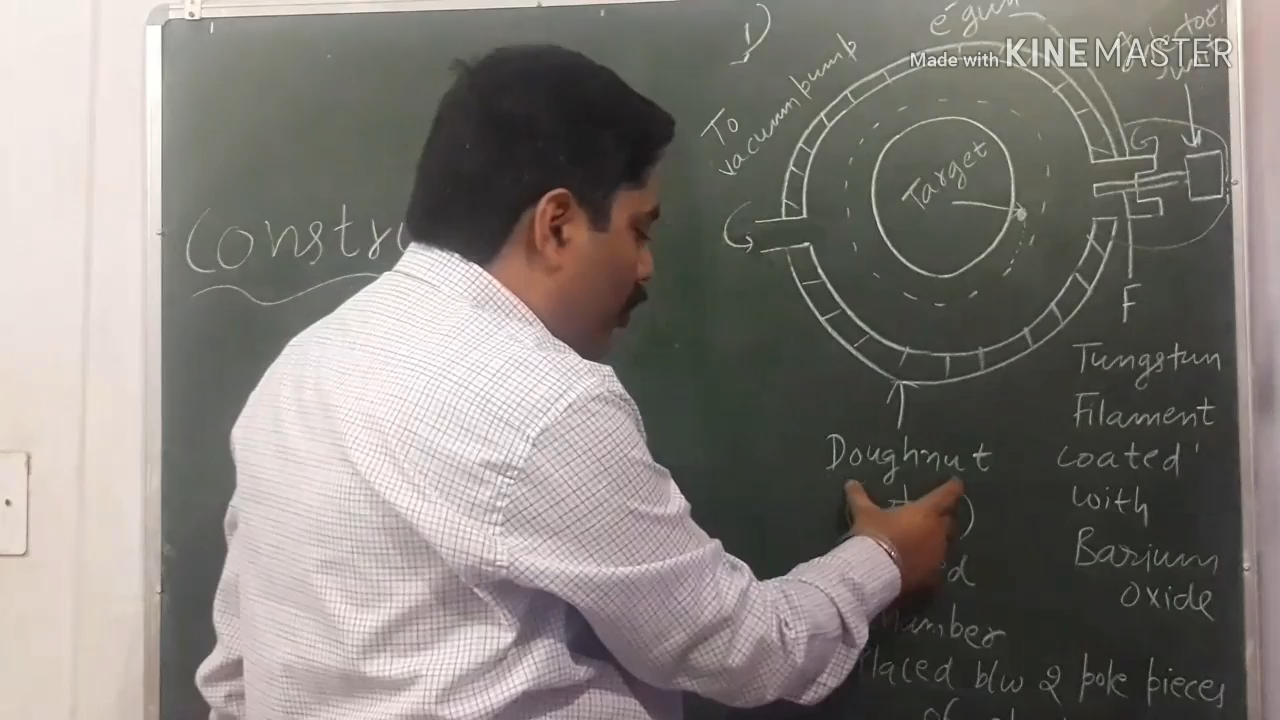 Constr
e⁻gun
Made with KINEMASTER
To
vacuum pump
Target
F
Tungstun
Filament
coated
with
Barium
Oxide
Doughnut
Placed b/w 2 pole pieces
of